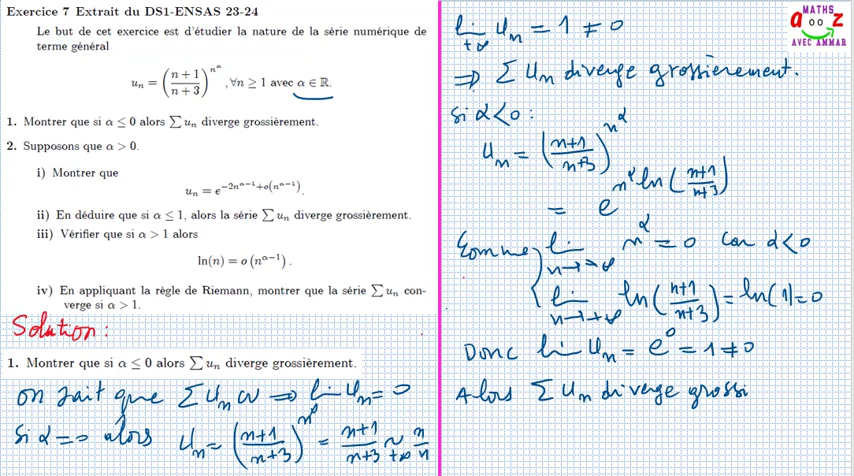 Exercice 7 Extrait du DS1-ENSAS 23-24
Le but de cet exercice est d'étudier la nature de la série numérique de
terme général
u_n = ((n+1)/(n+3))^{n^α}, ∀n ≥ 1 avec α ∈ ℝ.
1. Montrer que si α ≤ 0 alors ∑ u_n diverge grossièrement.
2. Supposons que α > 0.
i) Montrer que
u_n = e^{-2n^{α-1}+o(n^{α-1})}.
ii) En déduire que si α ≤ 1, alors la série ∑ u_n diverge grossièrement.
iii) Vérifier que si α > 1 alors
ln(n) = o(n^{α-1}).
iv) En appliquant la règle de Riemann, montrer que la série ∑ u_n con-
verge si α > 1.
Solution :
1. Montrer que si α ≤ 0 alors ∑ u_n diverge grossièrement.
on sait que ∑ U_n cv ⟹ lim U_n = 0
si α = 0 alors U_n = ((n+1)/(n+3))^{n^0} = (n+1)/(n+3) ~_{+∞} n/n
lim_{+∞} U_n = 1 ≠ 0
⟹ ∑ U_n diverge grossièrement.
si α < 0 :
U_n = ((n+1)/(n+3))^{n^α}
= e^{n^α ln((n+1)/(n+3))}
Comme { lim_{n→+∞} n^α = 0 car α < 0
lim_{n→+∞} ln((n+1)/(n+3)) = ln(1) = 0
Donc lim U_n = e^0 = 1 ≠ 0
Alors ∑ U_n diverge grossi
MATHS
a oo z
AVEC AMMAR